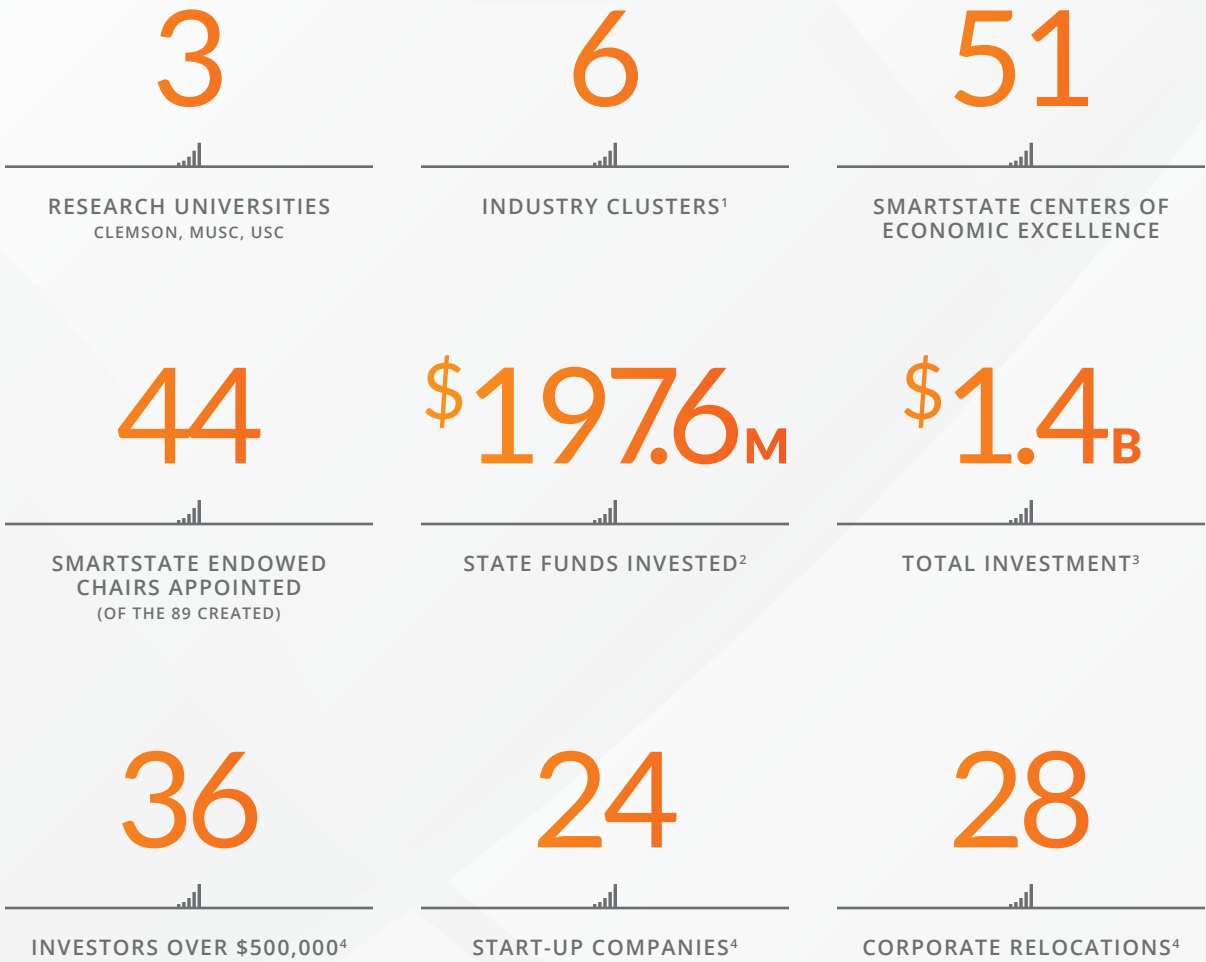 3
RESEARCH UNIVERSITIES
CLEMSON, MUSC, USC
6
INDUSTRY CLUSTERS¹
51
SMARTSTATE CENTERS OF
ECONOMIC EXCELLENCE
44
SMARTSTATE ENDOWED
CHAIRS APPOINTED
(OF THE 89 CREATED)
$197.6M
STATE FUNDS INVESTED²
$1.4B
TOTAL INVESTMENT³
36
INVESTORS OVER $500,000⁴
24
START-UP COMPANIES⁴
28
CORPORATE RELOCATIONS⁴